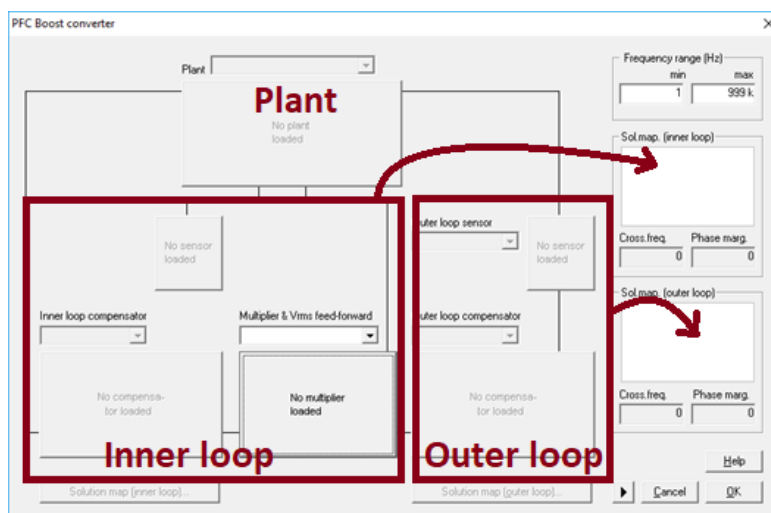 PFC Boost converter
Plant
Plant
No plant
loaded
Frequency range (Hz)
min
max
1
999 k
Sol.map. (inner loop)
Cross.freq.
Phase marg.
0
0
No sensor
loaded
uter loop sensor
No sensor
loaded
Inner loop compensator
Multiplier & Vrms feed-forward
uter loop compensator
No compensa-
tor loaded
No multiplier
loaded
No compensa-
tor loaded
Inner loop
Outer loop
Sol.map. (outer loop)
Cross.freq.
Phase marg.
0
0
Solution map (inner loop)...
Solution map (outer loop)...
Help
Cancel
OK